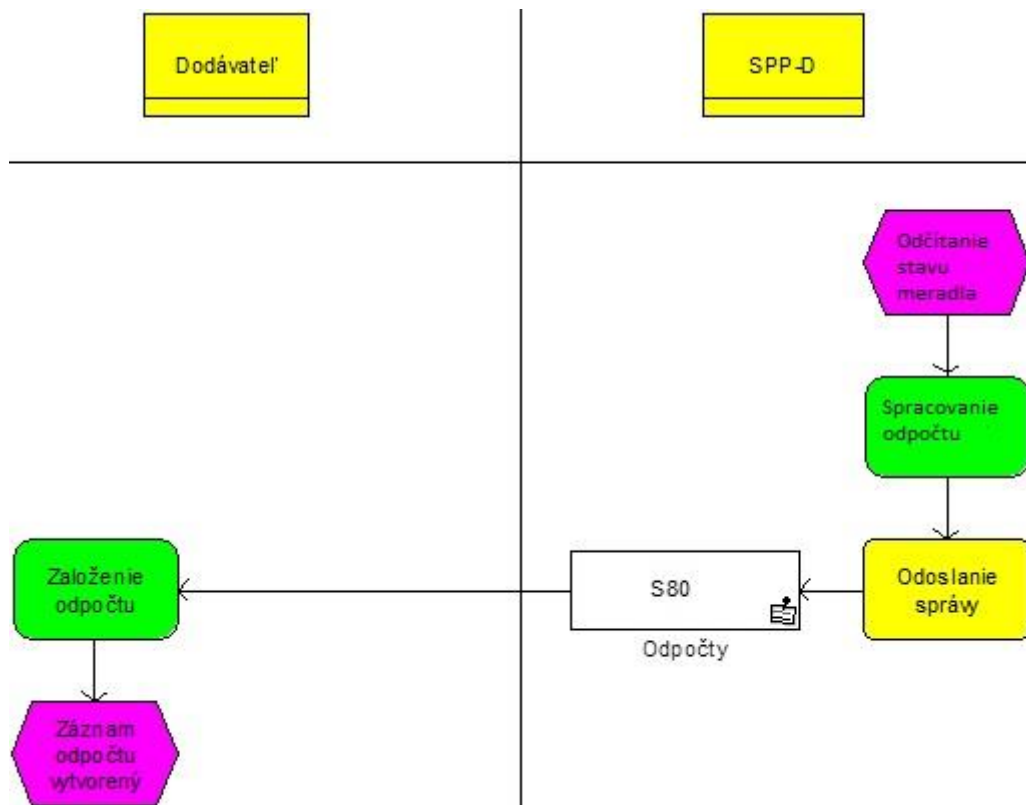 Dodávateľ
SPP-D
Odčítanie
stavu
meradla
Spracovanie
odpočtu
Odoslanie
správy
S80
Odpočty
Založenie
odpočtu
Záznam
odpočtu
vytvorený